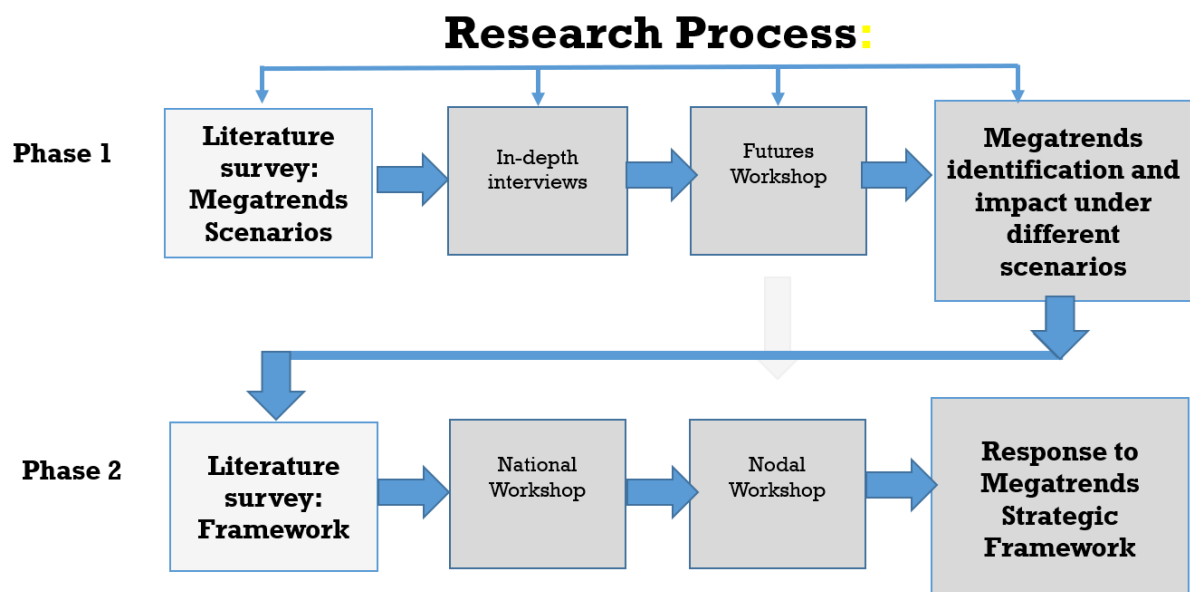 Research Process:
Phase 1
Literature
survey:
Megatrends
Scenarios
In-depth
interviews
Futures
Workshop
Megatrends
identification and
impact under
different
scenarios
Phase 2
Literature
survey:
Framework
National
Workshop
Nodal
Workshop
Response to
Megatrends
Strategic
Framework